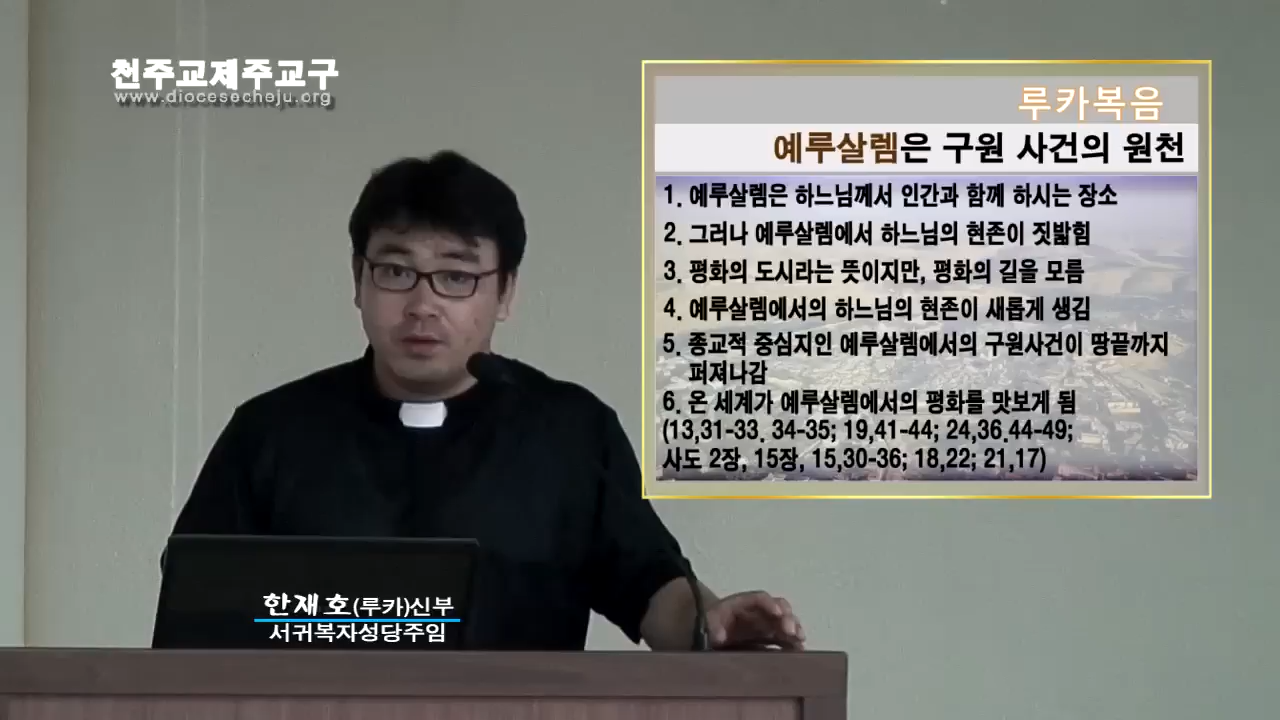 천주교제주교구
www.diocesecheju.org
루카복음
예루살렘은 구원 사건의 원천
1. 예루살렘은 하느님께서 인간과 함께 하시는 장소
2. 그러나 예루살렘에서 하느님의 현존이 짓밟힘
3. 평화의 도시라는 뜻이지만, 평화의 길을 모름
4. 예루살렘에서의 하느님의 현존이 새롭게 생김
5. 종교적 중심지인 예루살렘에서의 구원사건이 땅끝까지
퍼져나감
6. 온 세계가 예루살렘에서의 평화를 맛보게 됨
(13,31-33. 34-35; 19,41-44; 24,36.44-49;
사도 2장, 15장, 15,30-36; 18,22; 21,17)
한재호(루카)신부
서귀복자성당주임